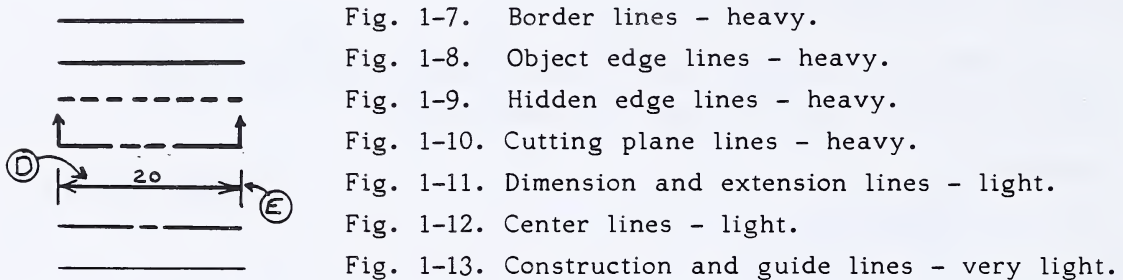 Fig. 1-7. Border lines - heavy.
Fig. 1-8. Object edge lines - heavy.
Fig. 1-9. Hidden edge lines - heavy.
Fig. 1-10. Cutting plane lines - heavy.
D 20 Fig. 1-11. Dimension and extension lines - light.
E
Fig. 1-12. Center lines - light.
Fig. 1-13. Construction and guide lines - very light.